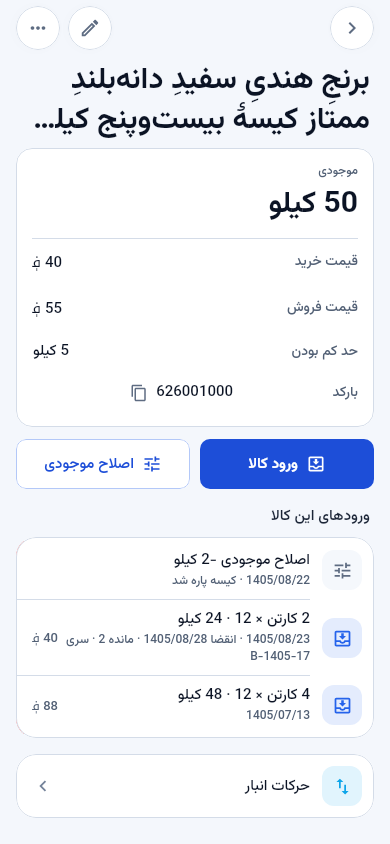 برنجِ هندیِ سفیدِ دانه‌بلندِ
ممتاز کیسهٔ بیست‌وپنج کیل...
موجودی
50 کیلو
قیمت خرید
40 ؋
قیمت فروش
55 ؋
حد کم بودن
5 کیلو
بارکد
626001000
ورود کالا
اصلاح موجودی
ورودهای این کالا
اصلاح موجودی -2 کیلو
1405/08/22 · کیسه پاره شد
2 کارتن × 12 · 24 کیلو
1405/08/23 · انقضا 1405/08/28 · مانده 2 · سری
B-1405-17
40 ؋
4 کارتن × 12 · 48 کیلو
1405/07/13
88 ؋
حرکات انبار